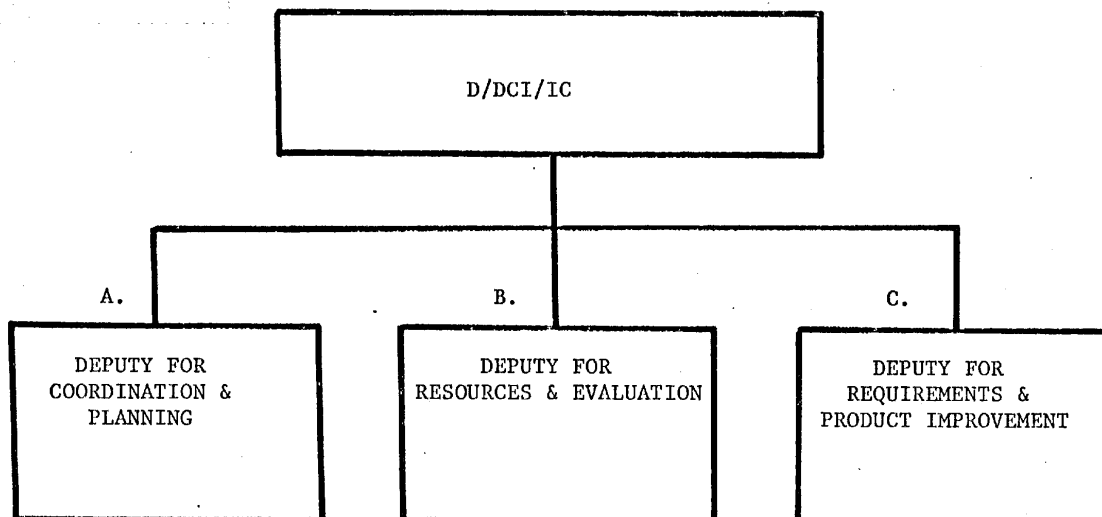 D/DCI/IC
A.
DEPUTY FOR
COORDINATION &
PLANNING
B.
DEPUTY FOR
RESOURCES & EVALUATION
C.
DEPUTY FOR
REQUIREMENTS &
PRODUCT IMPROVEMENT